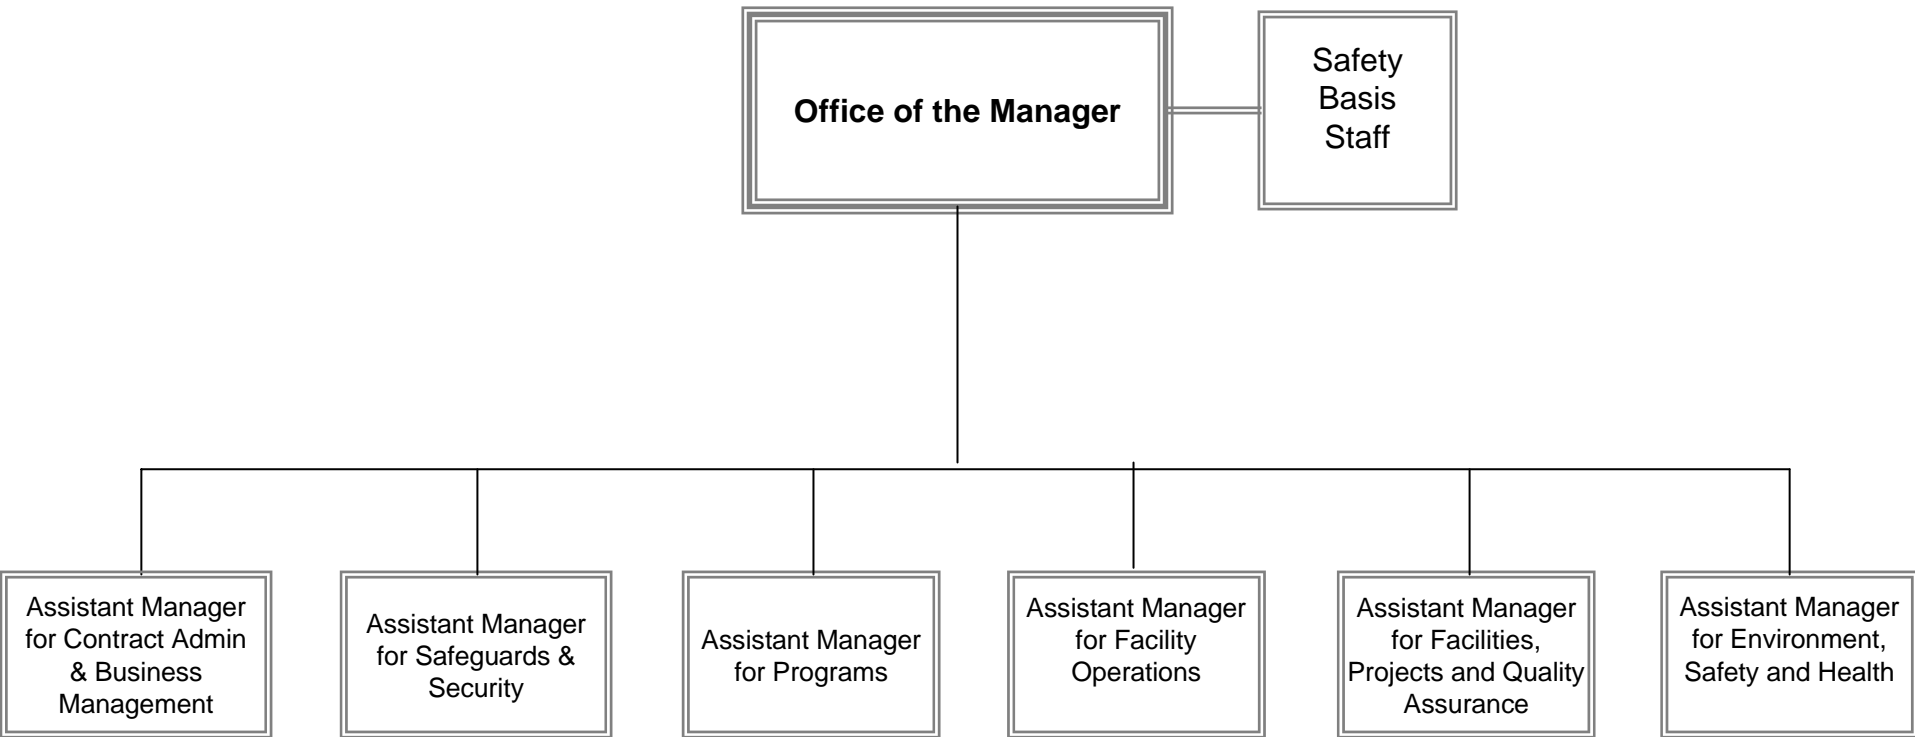 Office of the Manager
Safety
Basis
Staff
Assistant Manager
for Contract Admin
& Business
Management
Assistant Manager
for Safeguards &
Security
Assistant Manager
for Programs
Assistant Manager
for Facility
Operations
Assistant Manager
for Facilities,
Projects and Quality
Assurance
Assistant Manager
for Environment,
Safety and Health